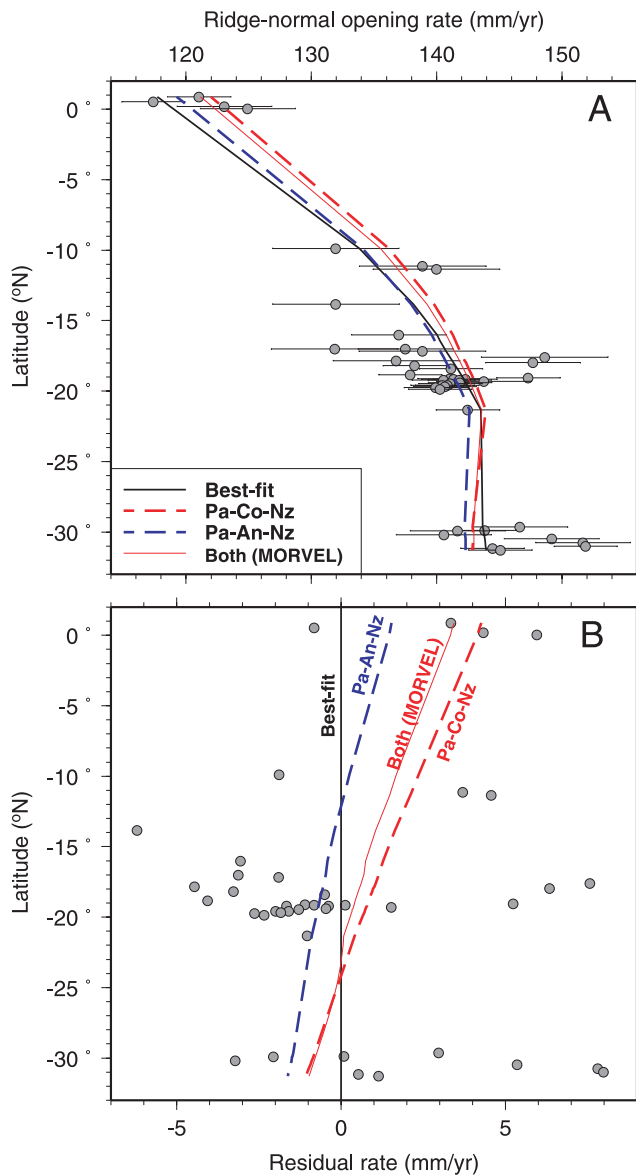 Ridge-normal opening rate (mm/yr)
120 130 140 150
A
0 °
-5 °
-10 °
-15 °
-20 °
-25 °
-30 °
Latitude (ºN)
Best-fit
Pa-Co-Nz
Pa-An-Nz
Both (MORVEL)
B
0 °
-5 °
-10 °
-15 °
-20 °
-25 °
-30 °
Latitude (ºN)
Best-fit
Pa-An-Nz
Both (MORVEL)
Pa-Co-Nz
-5 0 5
Residual rate (mm/yr)